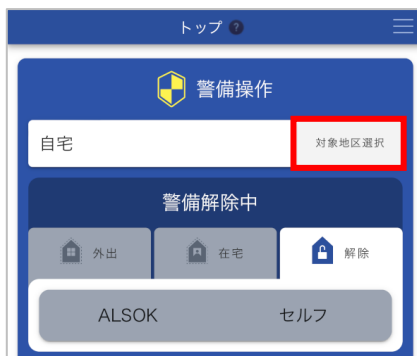 トップ ?
警備操作
自宅 対象地区選択
警備解除中
外出 在宅 解除
ALSOK セルフ